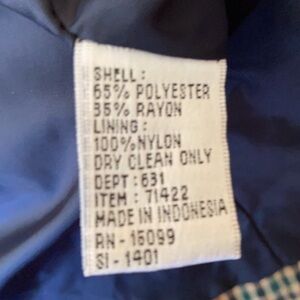 SHELL :
65% POLYESTER
35% RAYON
LINING :
100% NYLON
DRY CLEAN ONLY
DEPT : 631
ITEM : 71422
MADE IN INDONESIA
RN - 15099
SI - 1401